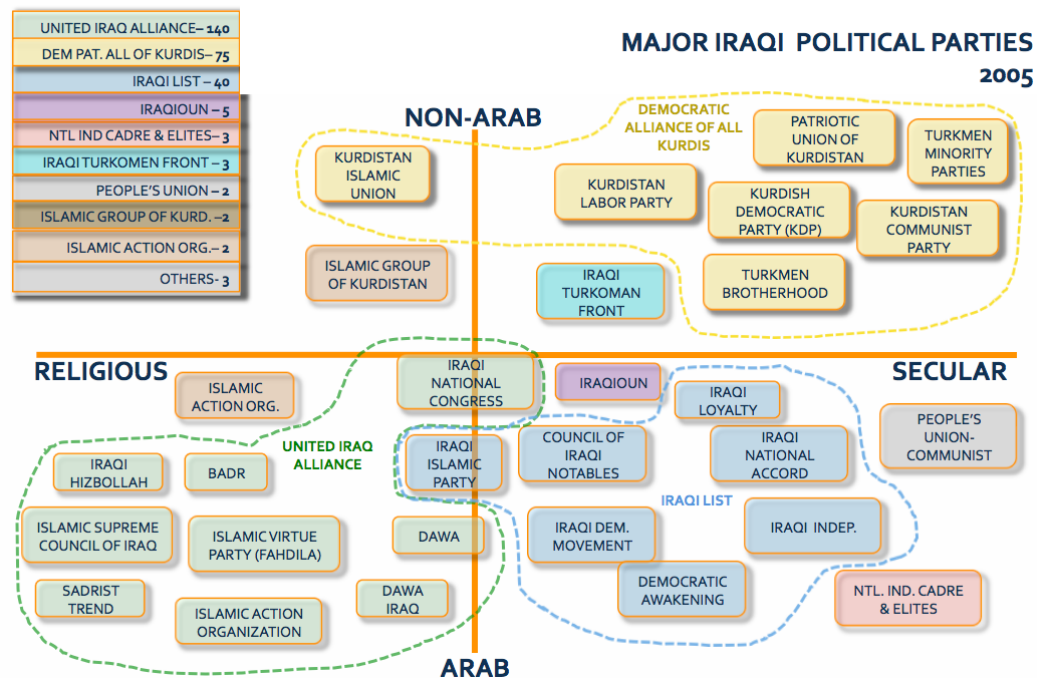 UNITED IRAQ ALLIANCE– 140
DEM PAT. ALL OF KURDIS– 75
IRAQI LIST – 40
IRAQIOUN – 5
NTL IND CADRE & ELITES– 3
IRAQI TURKOMEN FRONT – 3
PEOPLE'S UNION – 2
ISLAMIC GROUP OF KURD. –2
ISLAMIC ACTION ORG.– 2
OTHERS- 3
MAJOR IRAQI POLITICAL PARTIES
2005
NON-ARAB
DEMOCRATIC
ALLIANCE OF ALL
KURDIS
KURDISTAN
ISLAMIC
UNION
PATRIOTIC
UNION OF
KURDISTAN
TURKMEN
MINORITY
PARTIES
KURDISTAN
LABOR PARTY
KURDISH
DEMOCRATIC
PARTY (KDP)
KURDISTAN
COMMUNIST
PARTY
ISLAMIC GROUP
OF KURDISTAN
IRAQI
TURKOMAN
FRONT
TURKMEN
BROTHERHOOD
RELIGIOUS
SECULAR
ISLAMIC
ACTION ORG.
IRAQI
NATIONAL
CONGRESS
IRAQIOUN
IRAQI
LOYALTY
PEOPLE'S
UNION-
COMMUNIST
UNITED IRAQ
ALLIANCE
IRAQI
HIZBOLLAH
BADR
IRAQI
ISLAMIC
PARTY
COUNCIL OF
IRAQI
NOTABLES
IRAQI
NATIONAL
ACCORD
IRAQI LIST
ISLAMIC SUPREME
COUNCIL OF IRAQ
ISLAMIC VIRTUE
PARTY (FAHDILA)
DAWA
IRAQI DEM.
MOVEMENT
IRAQI INDEP.
SADRIST
TREND
ISLAMIC ACTION
ORGANIZATION
DAWA
IRAQ
DEMOCRATIC
AWAKENING
NTL. IND. CADRE
& ELITES
ARAB